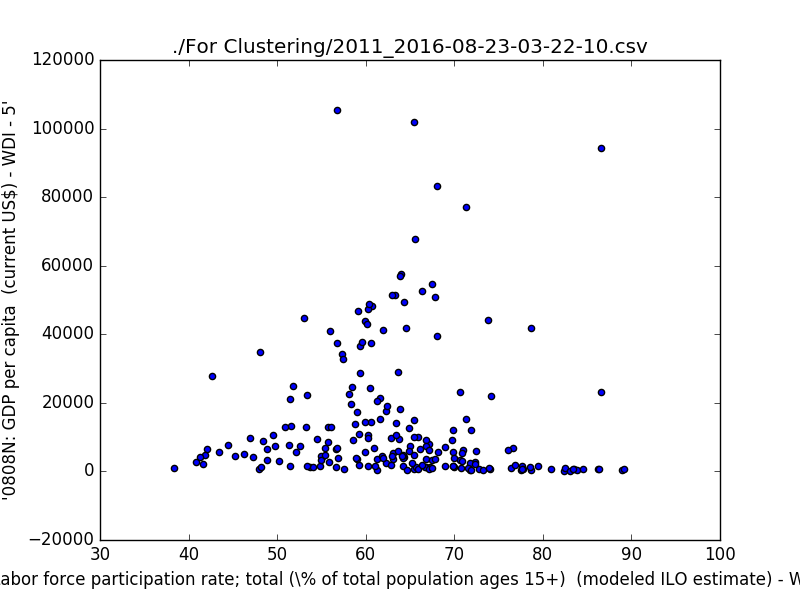 ./For Clustering/2011_2016-08-23-03-22-10.csv
120000
100000
80000
60000
40000
20000
0
−20000
'0808N: GDP per capita  (current US$) - WDI - 5'
30 40 50 60 70 80 90 100
force participation rate; total (\% of total population ages 15+)  (modeled ILO estimate) -